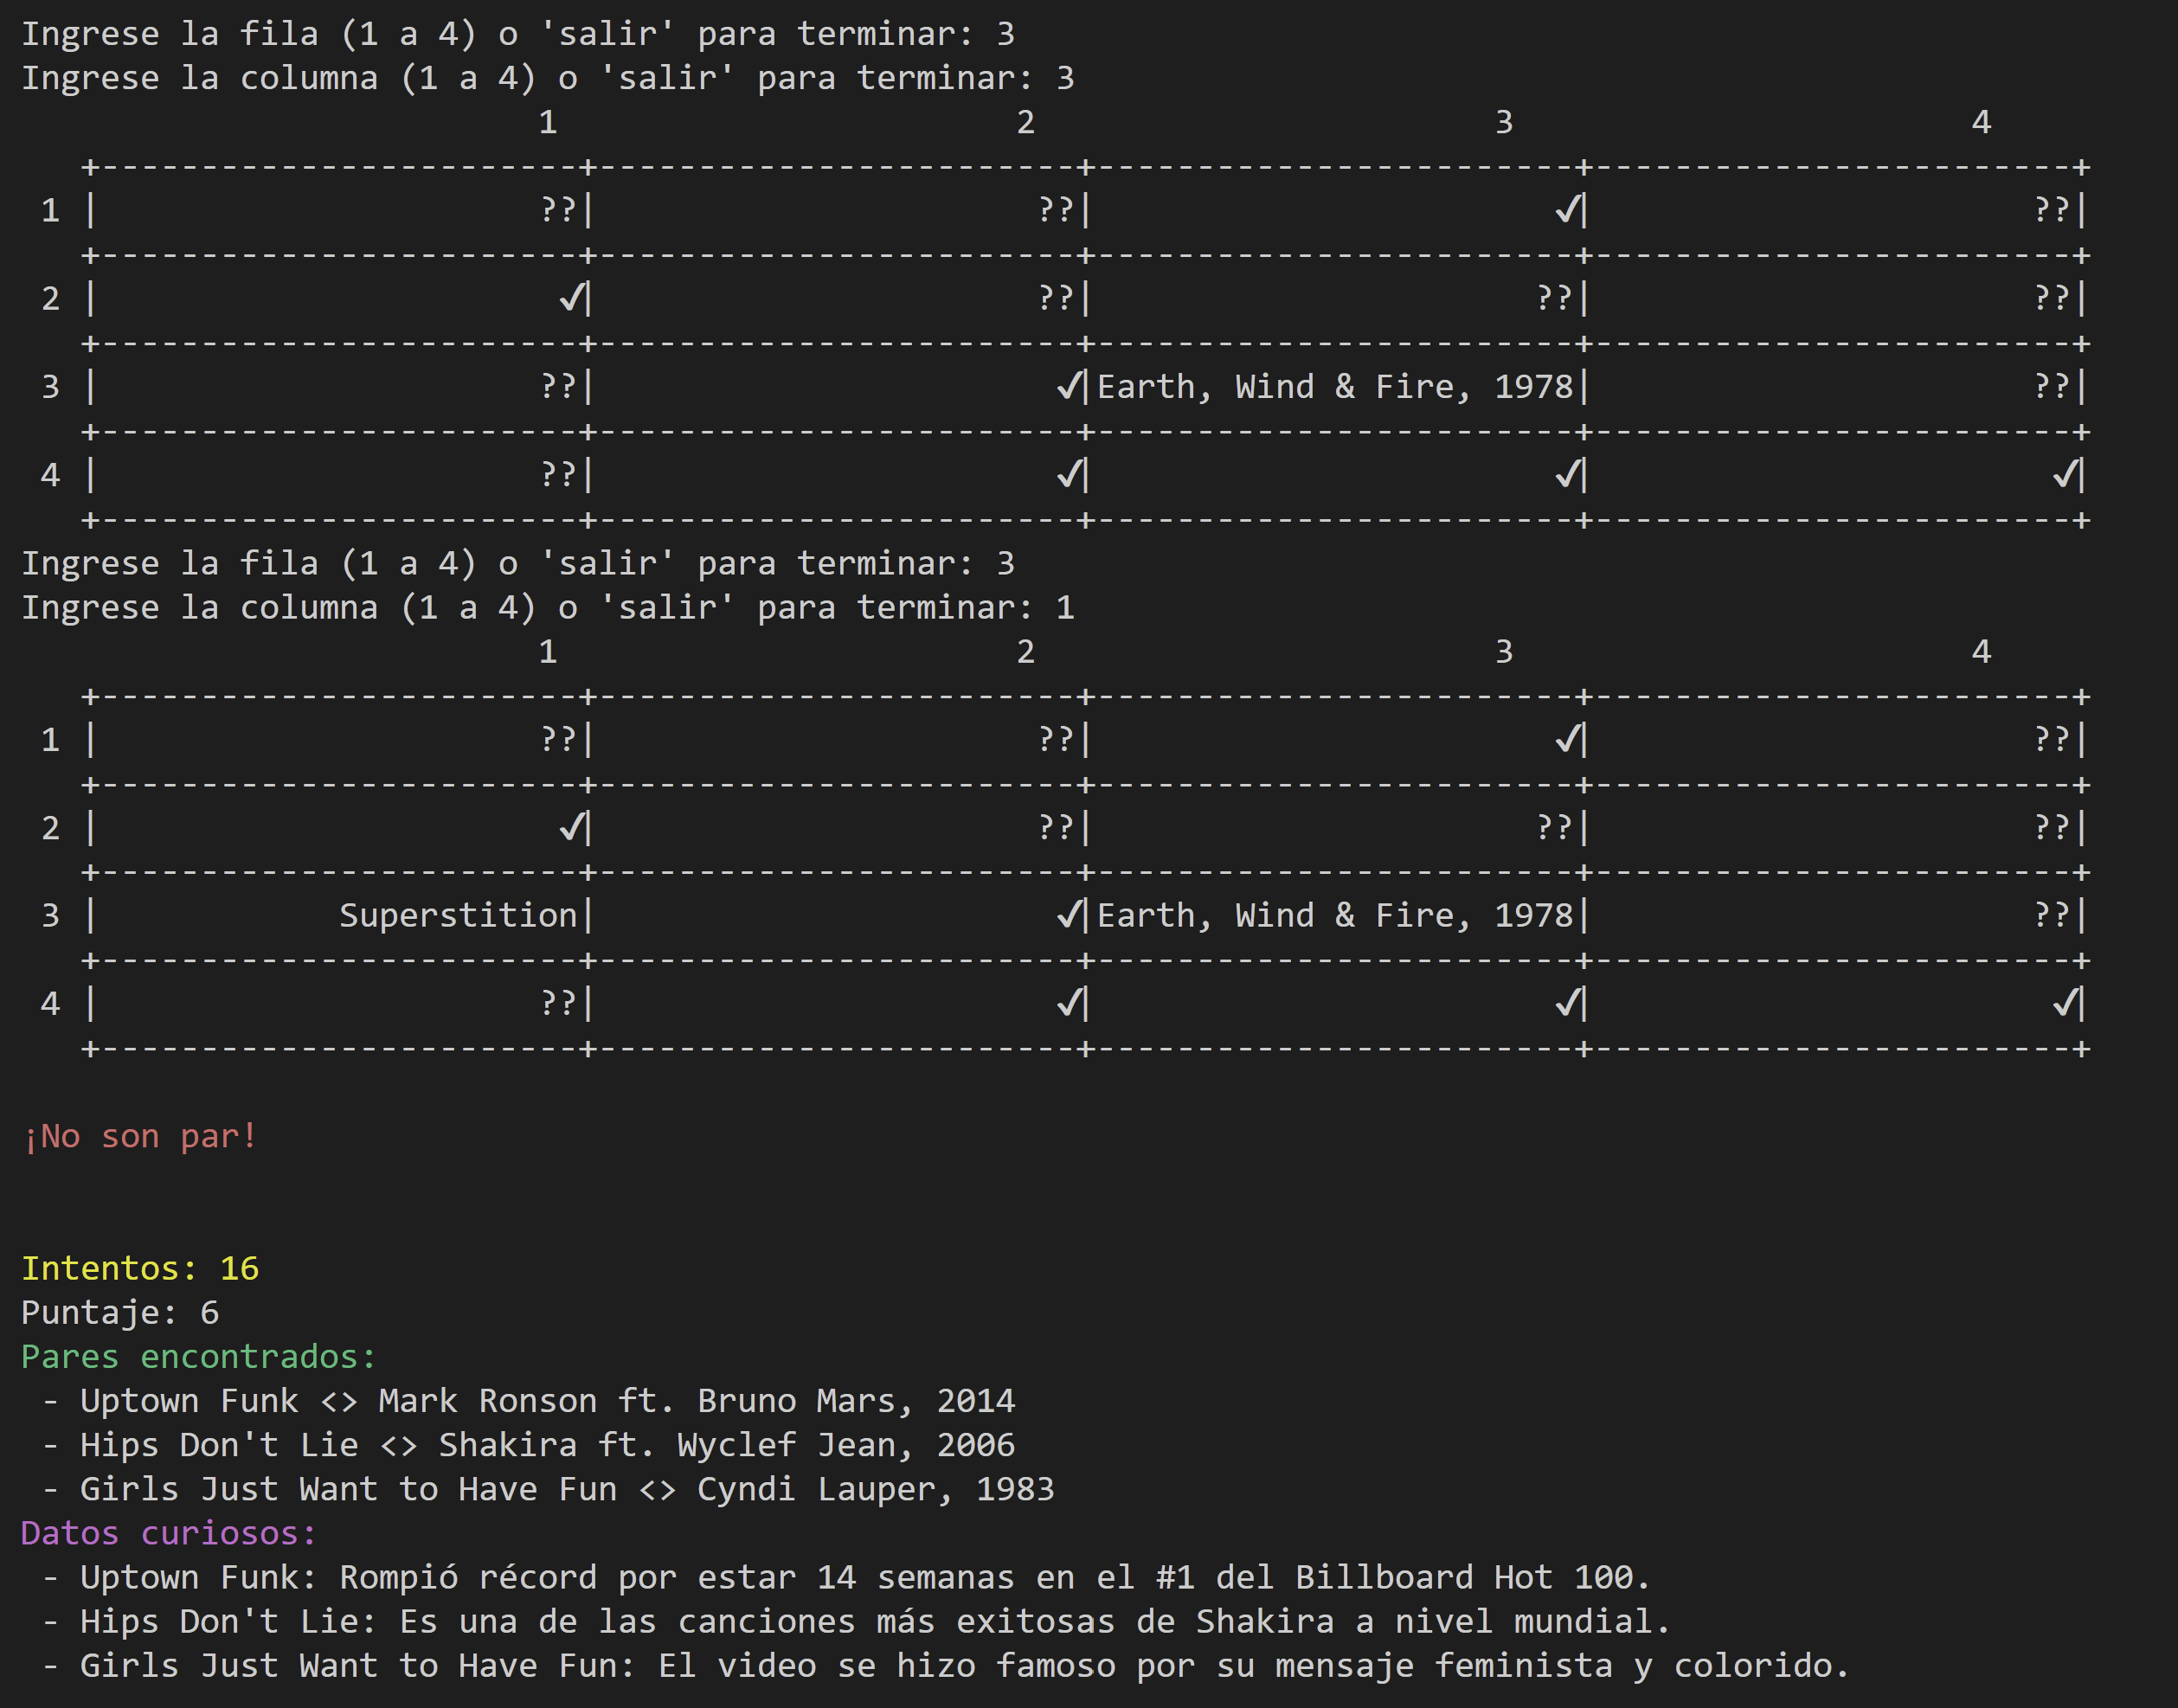 Ingrese la fila (1 a 4) o 'salir' para terminar: 3
Ingrese la columna (1 a 4) o 'salir' para terminar: 3
                          1                       2                       3                       4
   +------------------------+------------------------+------------------------+------------------------+
 1 |                      ??|                      ??|                       ✓|                      ??|
   +------------------------+------------------------+------------------------+------------------------+
 2 |                       ✓|                      ??|                      ??|                      ??|
   +------------------------+------------------------+------------------------+------------------------+
 3 |                      ??|                       ✓|Earth, Wind & Fire, 1978|                      ??|
   +------------------------+------------------------+------------------------+------------------------+
 4 |                      ??|                       ✓|                       ✓|                       ✓|
   +------------------------+------------------------+------------------------+------------------------+
Ingrese la fila (1 a 4) o 'salir' para terminar: 3
Ingrese la columna (1 a 4) o 'salir' para terminar: 1
                          1                       2                       3                       4
   +------------------------+------------------------+------------------------+------------------------+
 1 |                      ??|                      ??|                       ✓|                      ??|
   +------------------------+------------------------+------------------------+------------------------+
 2 |                       ✓|                      ??|                      ??|                      ??|
   +------------------------+------------------------+------------------------+------------------------+
 3 |            Superstition|                       ✓|Earth, Wind & Fire, 1978|                      ??|
   +------------------------+------------------------+------------------------+------------------------+
 4 |                      ??|                       ✓|                       ✓|                       ✓|
   +------------------------+------------------------+------------------------+------------------------+
¡No son par!
Intentos: 16
Puntaje: 6
Pares encontrados:
 - Uptown Funk <> Mark Ronson ft. Bruno Mars, 2014
 - Hips Don't Lie <> Shakira ft. Wyclef Jean, 2006
 - Girls Just Want to Have Fun <> Cyndi Lauper, 1983
Datos curiosos:
 - Uptown Funk: Rompió récord por estar 14 semanas en el #1 del Billboard Hot 100.
 - Hips Don't Lie: Es una de las canciones más exitosas de Shakira a nivel mundial.
 - Girls Just Want to Have Fun: El video se hizo famoso por su mensaje feminista y colorido.